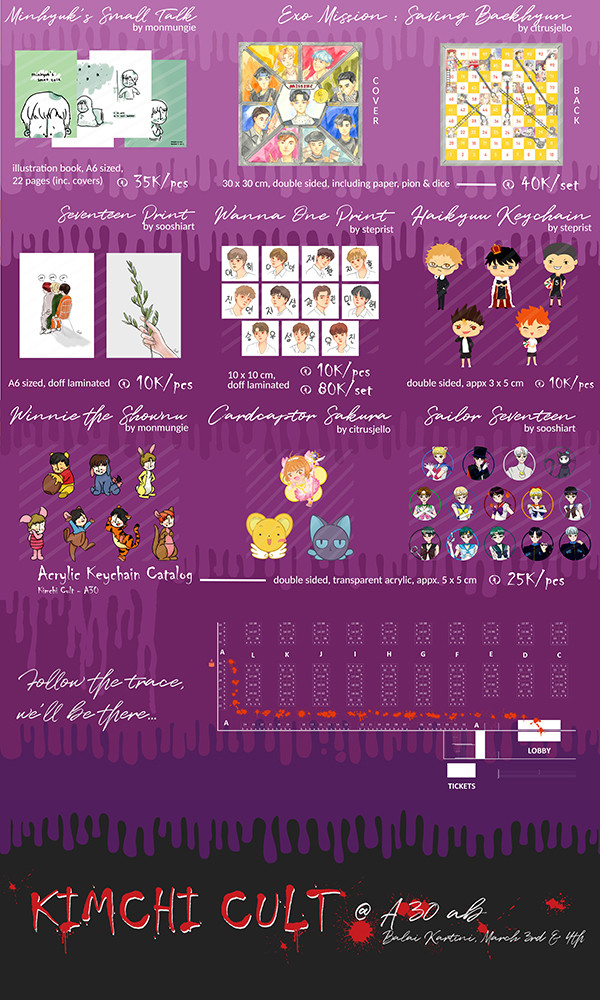 Minhyuk's Small Talk
by monmungie
Exo Mission : Saving Baekhyun
by citrusjello
minhyuk's
small talk
MISSION!
COVER
BACK
illustration book, A6 sized,
22 pages (inc. covers) @ 35K/pcs
30 x 30 cm, double sided, including paper, pion & dice @ 40K/set
Seventeen Print
by sooshiart
Wanna One Print
by steprist
Haikyuu Keychain
by steprist
A6 sized, doff laminated @ 10K/pcs
10 x 10 cm,
doff laminated
@ 10K/pcs
@ 80K/set
double sided, appx 3 x 5 cm @ 10K/pcs
Winnie the Shownu
by monmungie
Cardcaptor Sakura
by citrusjello
Sailor Seventeen
by sooshiart
Acrylic Keychain Catalog
Kimchi Cult - A30
double sided, transparent acrylic, appx. 5 x 5 cm @ 25K/pcs
Follow the trace,
we'll be there...
A L K J I H G F E D C
A A
LOBBY
TICKETS
KIMCHI CULT @ A 30 ab
Balai Kartini, March 3rd & 4th